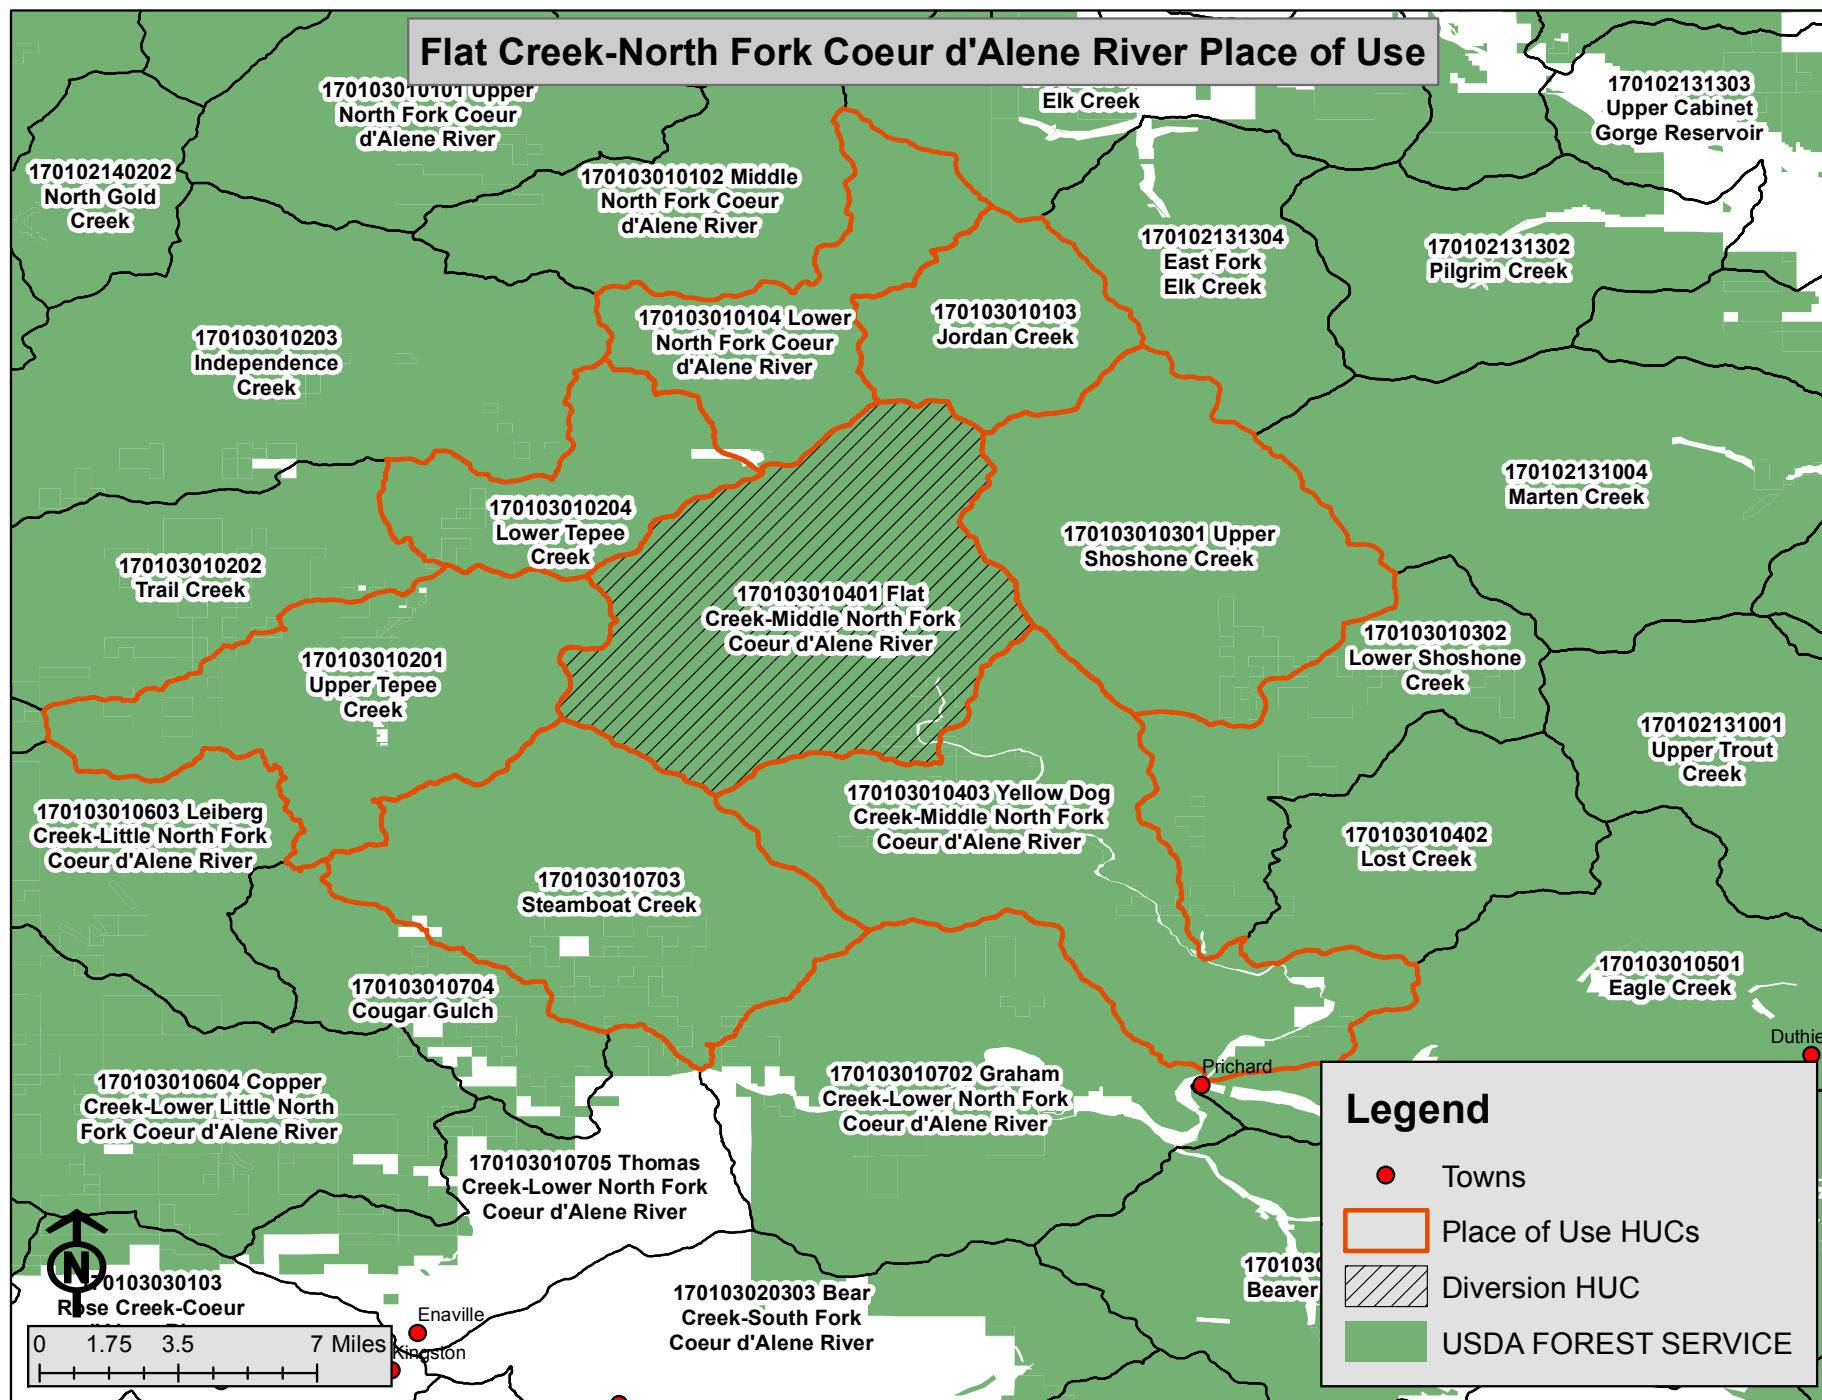 Flat Creek-North Fork Coeur d'Alene River Place of Use
170103010101 Upper
North Fork Coeur
d'Alene River
Elk Creek
170102131303
Upper Cabinet
Gorge Reservoir
170102140202
North Gold
Creek
170103010102 Middle
North Fork Coeur
d'Alene River
170102131304
East Fork
Elk Creek
170102131302
Pilgrim Creek
170103010203
Independence
Creek
170103010104 Lower
North Fork Coeur
d'Alene River
170103010103
Jordan Creek
170102131004
Marten Creek
170103010204
Lower Tepee
Creek
170103010301 Upper
Shoshone Creek
170103010202
Trail Creek
170103010401 Flat
Creek-Middle North Fork
Coeur d'Alene River
170103010302
Lower Shoshone
Creek
170103010201
Upper Tepee
Creek
170102131001
Upper Trout
Creek
170103010603 Leiberg
Creek-Little North Fork
Coeur d'Alene River
170103010403 Yellow Dog
Creek-Middle North Fork
Coeur d'Alene River
170103010402
Lost Creek
170103010703
Steamboat Creek
170103010501
Eagle Creek
170103010704
Cougar Gulch
Duthie
Prichard
170103010604 Copper
Creek-Lower Little North
Fork Coeur d'Alene River
170103010702 Graham
Creek-Lower North Fork
Coeur d'Alene River
170103010705 Thomas
Creek-Lower North Fork
Coeur d'Alene River
N
170103030103
Rose Creek-Coeur
170103020303 Bear
Creek-South Fork
Coeur d'Alene River
Beaver
Enaville
Kingston
0 1.75 3.5 7 Miles
Legend
Towns
Place of Use HUCs
Diversion HUC
USDA FOREST SERVICE